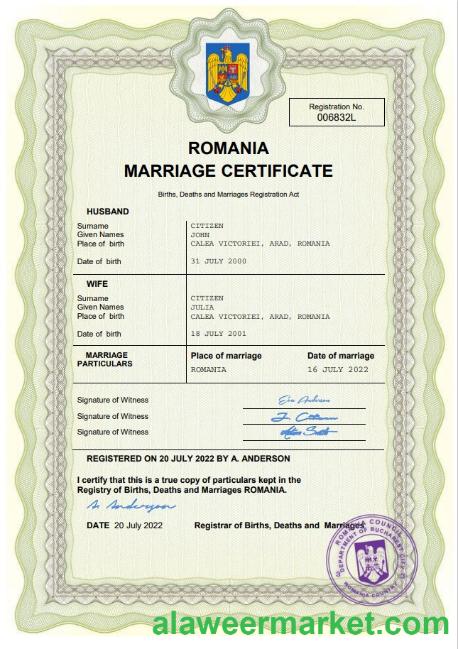 Registration No.
006832L
ROMANIA
MARRIAGE CERTIFICATE
Births, Deaths and Marriages Registration Act
HUSBAND
Surname CITIZEN
Given Names JOHN
Place of birth CALEA VICTORIEI, ARAD, ROMANIA
Date of birth 31 JULY 2000
WIFE
Surname CITIZEN
Given Names JULIA
Place of birth CALEA VICTORIEI, ARAD, ROMANIA
Date of birth 18 JULY 2001
MARRIAGE PARTICULARS
Place of marriage Date of marriage
ROMANIA 16 JULY 2022
Signature of Witness
Signature of Witness
Signature of Witness
REGISTERED ON 20 JULY 2022 BY A. ANDERSON
I certify that this is a true copy of particulars kept in the
Registry of Births, Deaths and Marriages ROMANIA.
A. Anderson
DATE 20 July 2022 Registrar of Births, Deaths and Marriages
ROMANIA COUNCIL
DEPARTMENT OF BUCHAREST
ROMANIA COUNTRY
alaweermarket.com